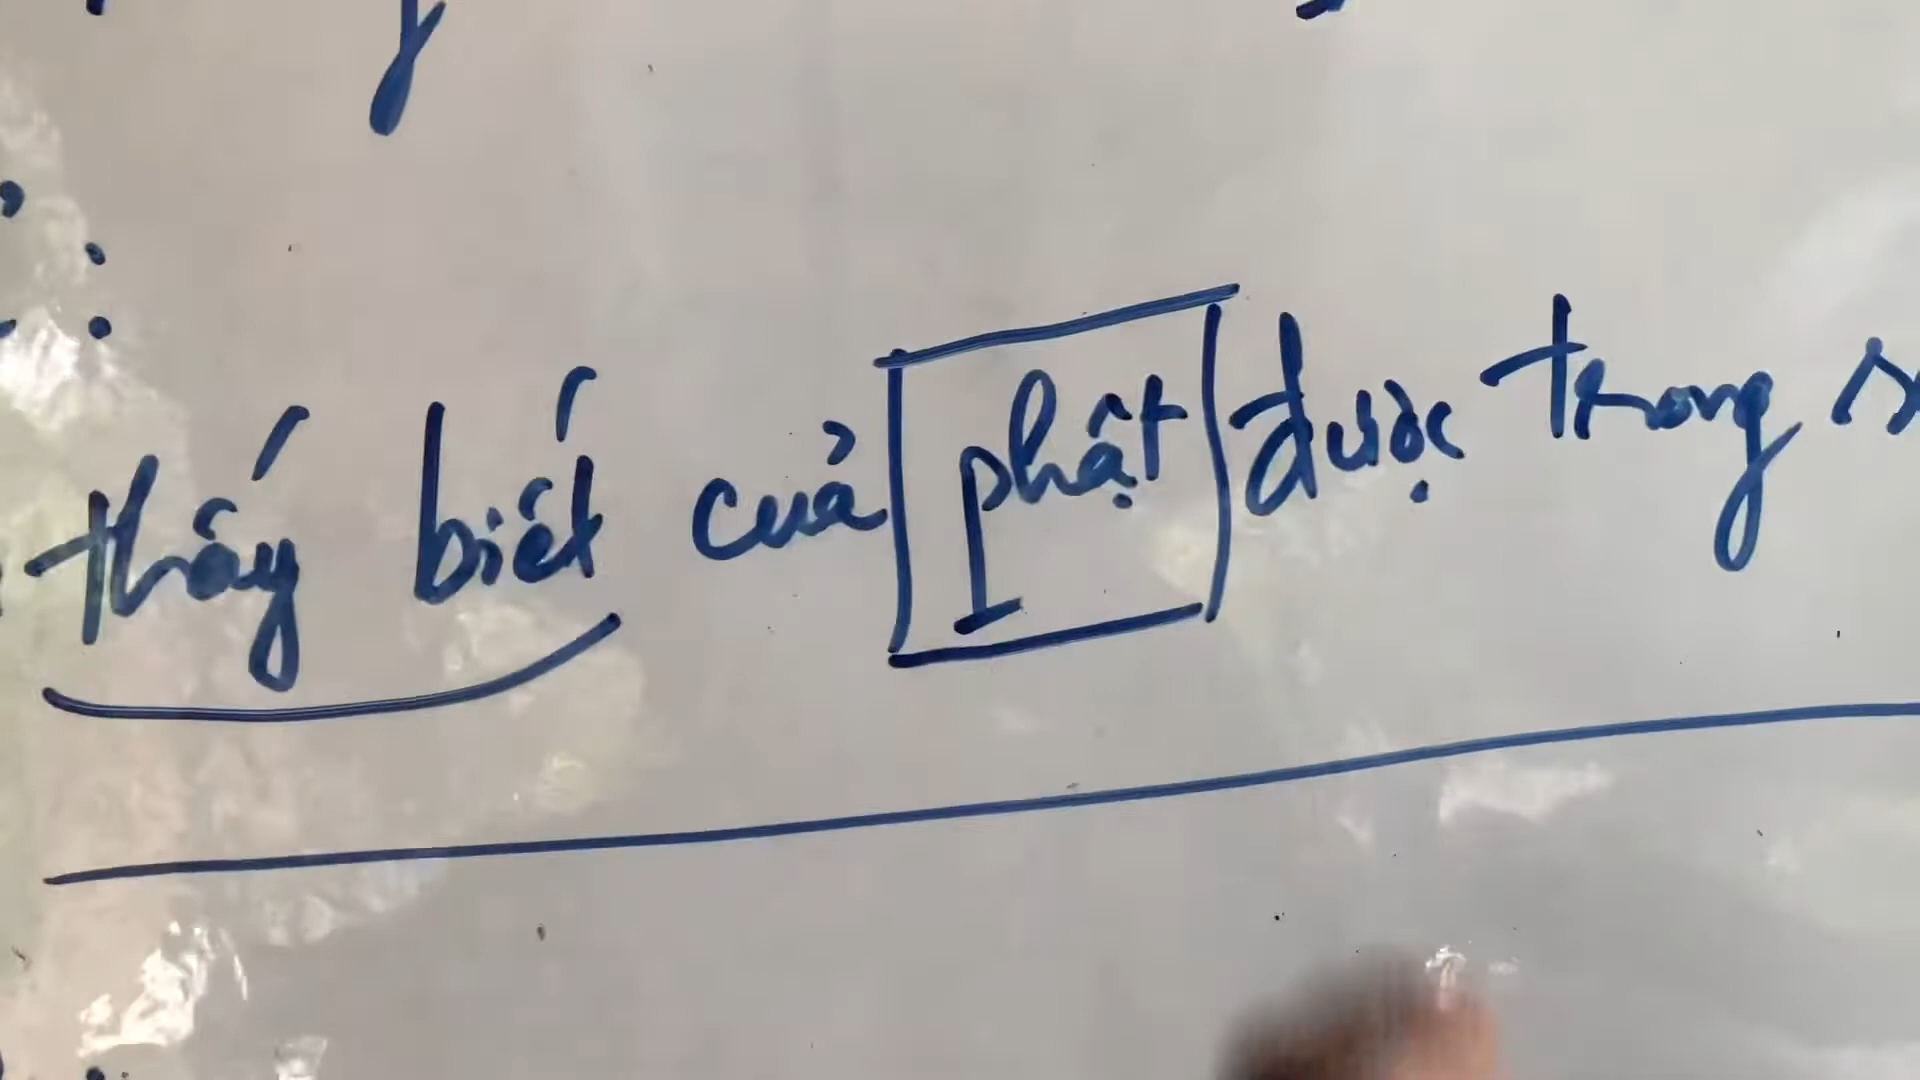 thấy biết của phật được trong